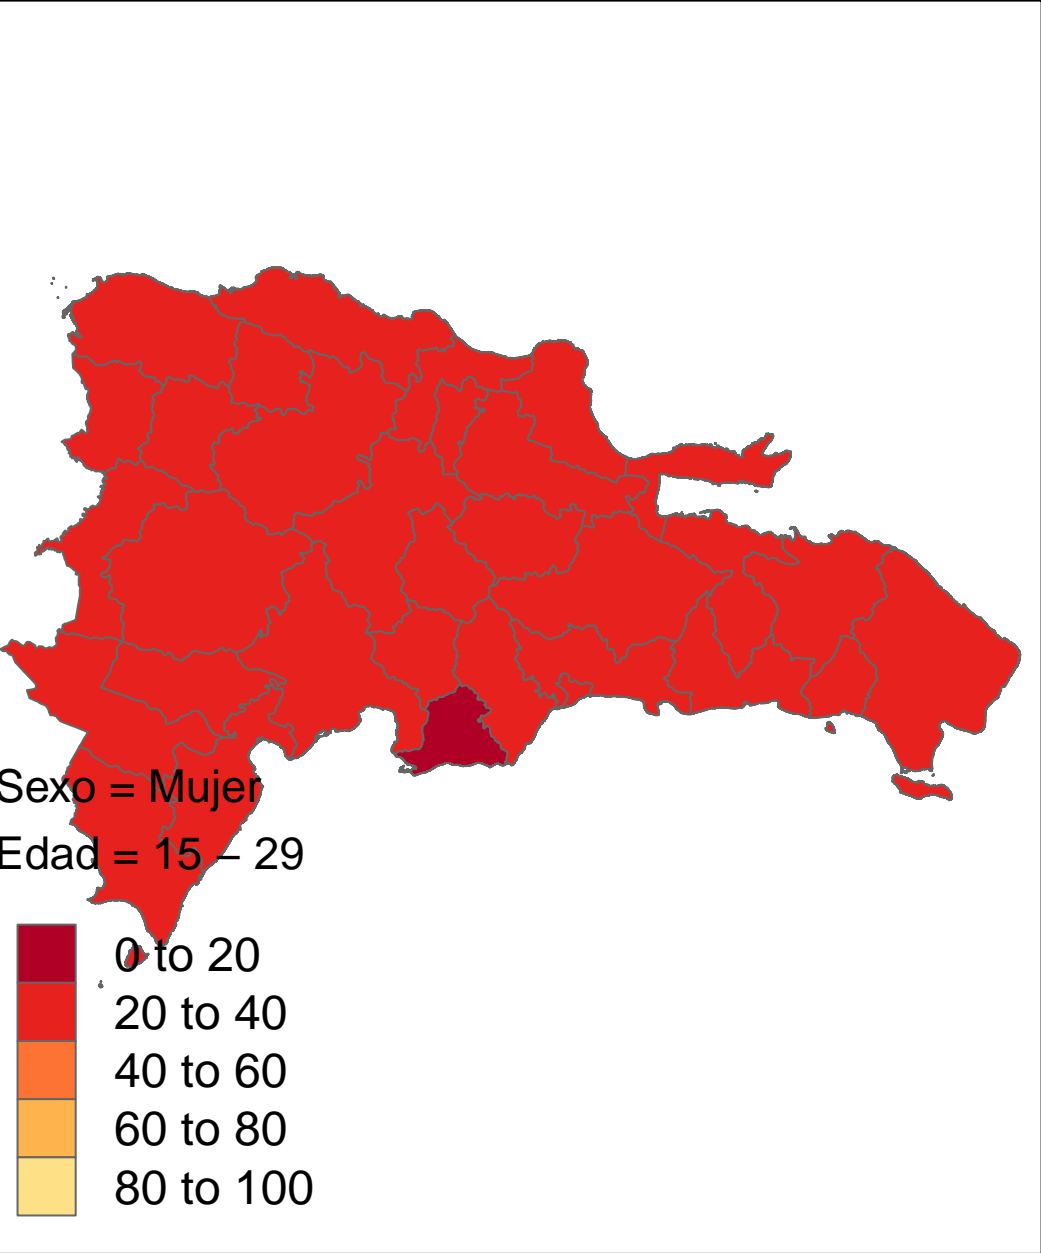 Sexo = Mujer
Edad = 15 – 29
0 to 20
20 to 40
40 to 60
60 to 80
80 to 100